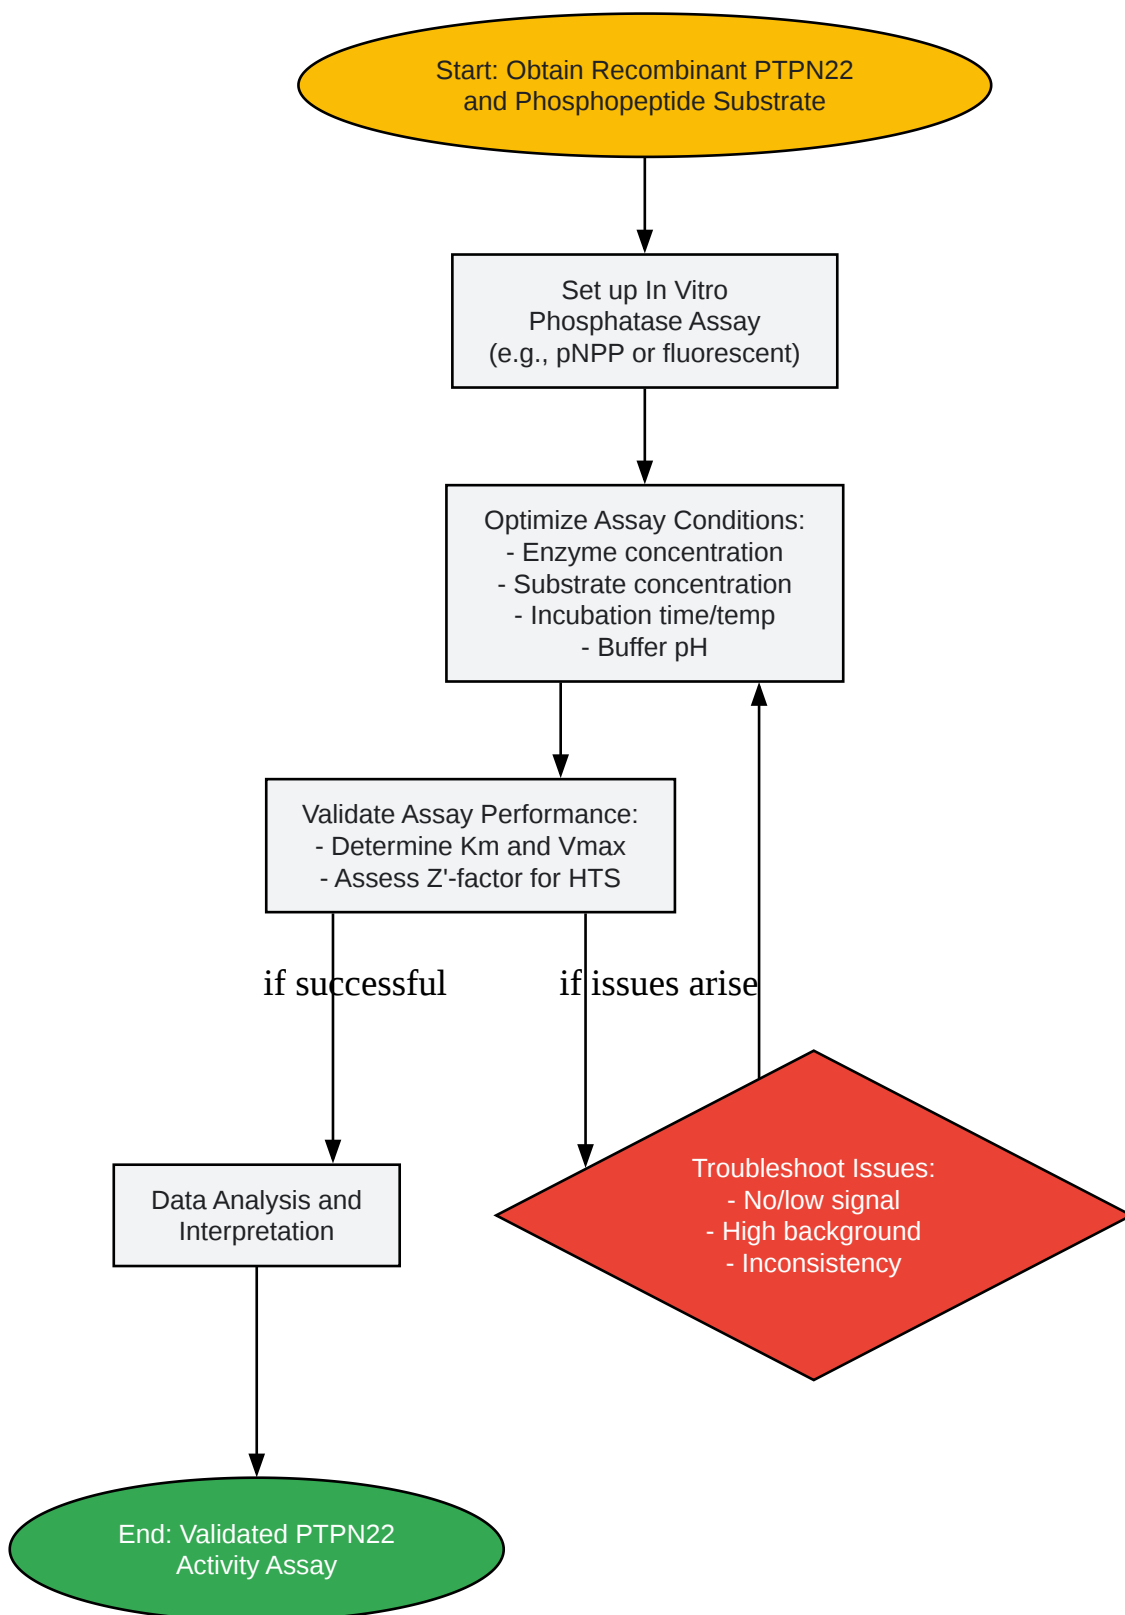 Start: Obtain Recombinant PTPN22
and Phosphopeptide Substrate
Set up In Vitro
Phosphatase Assay
(e.g., pNPP or fluorescent)
Optimize Assay Conditions:
- Enzyme concentration
- Substrate concentration
- Incubation time/temp
- Buffer pH
Validate Assay Performance:
- Determine Km and Vmax
- Assess Z'-factor for HTS
if successful
if issues arise
Troubleshoot Issues:
- No/low signal
- High background
- Inconsistency
Data Analysis and
Interpretation
End: Validated PTPN22
Activity Assay